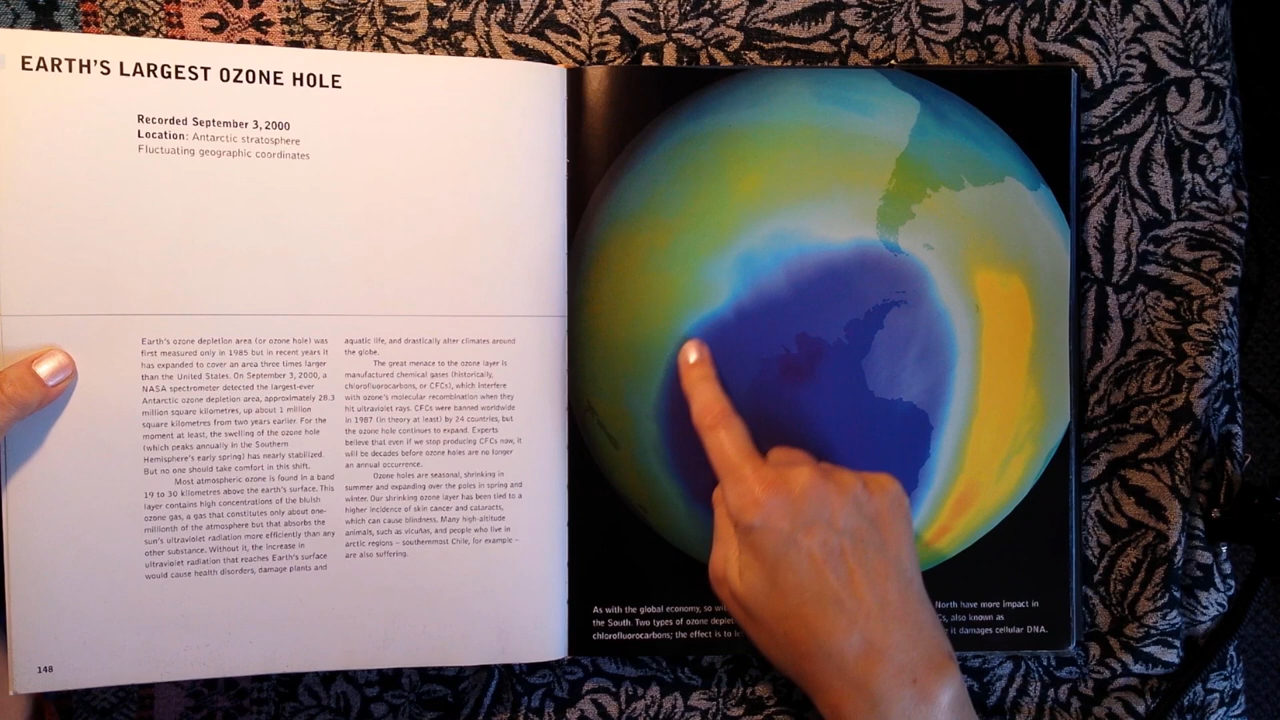 EARTH'S LARGEST OZONE HOLE
Recorded September 3, 2000
Location: Antarctic stratosphere
Fluctuating geographic coordinates
Earth's ozone depletion area (or ozone hole) was
first measured only in 1985 but in recent years it
has expanded to cover an area three times larger
than the United States. On September 3, 2000, a
NASA spectrometer detected the largest-ever
Antarctic ozone depletion area, approximately 28.3
million square kilometres, up about 1 million
square kilometres from two years earlier. For the
moment at least, the swelling of the ozone hole
(which peaks annually in the Southern
Hemisphere's early spring) has nearly stabilized.
But no one should take comfort in this shift.
Most atmospheric ozone is found in a band
19 to 30 kilometres above the earth's surface. This
layer contains high concentrations of the bluish
ozone gas, a gas that constitutes only about one-
millionth of the atmosphere but that absorbs the
sun's ultraviolet radiation more efficiently than any
other substance. Without it, the increase in
ultraviolet radiation that reaches Earth's surface
would cause health disorders, damage plants and
aquatic life, and drastically alter climates around
the globe.
The great menace to the ozone layer is
manufactured chemical gases (historically,
chlorofluorocarbons, or CFCs), which interfere
with ozone's molecular recombination when they
hit ultraviolet rays. CFCs were banned worldwide
in 1987 (in theory at least) by 24 countries, but
the ozone hole continues to expand. Experts
believe that even if we stop producing CFCs now, it
will be decades before ozone holes are no longer
an annual occurrence.
Ozone holes are seasonal, shrinking in
summer and expanding over the poles in spring and
winter. Our shrinking ozone layer has been tied to a
higher incidence of skin cancer and cataracts,
which can cause blindness. Many high-altitude
animals, such as vicuñas, and people who live in
arctic regions – southernmost Chile, for example –
are also suffering.
148
As with the global economy, so North have more impact in
the South. Two types of ozone also known as
chlorofluorocarbons; the effect is to it damages cellular DNA.